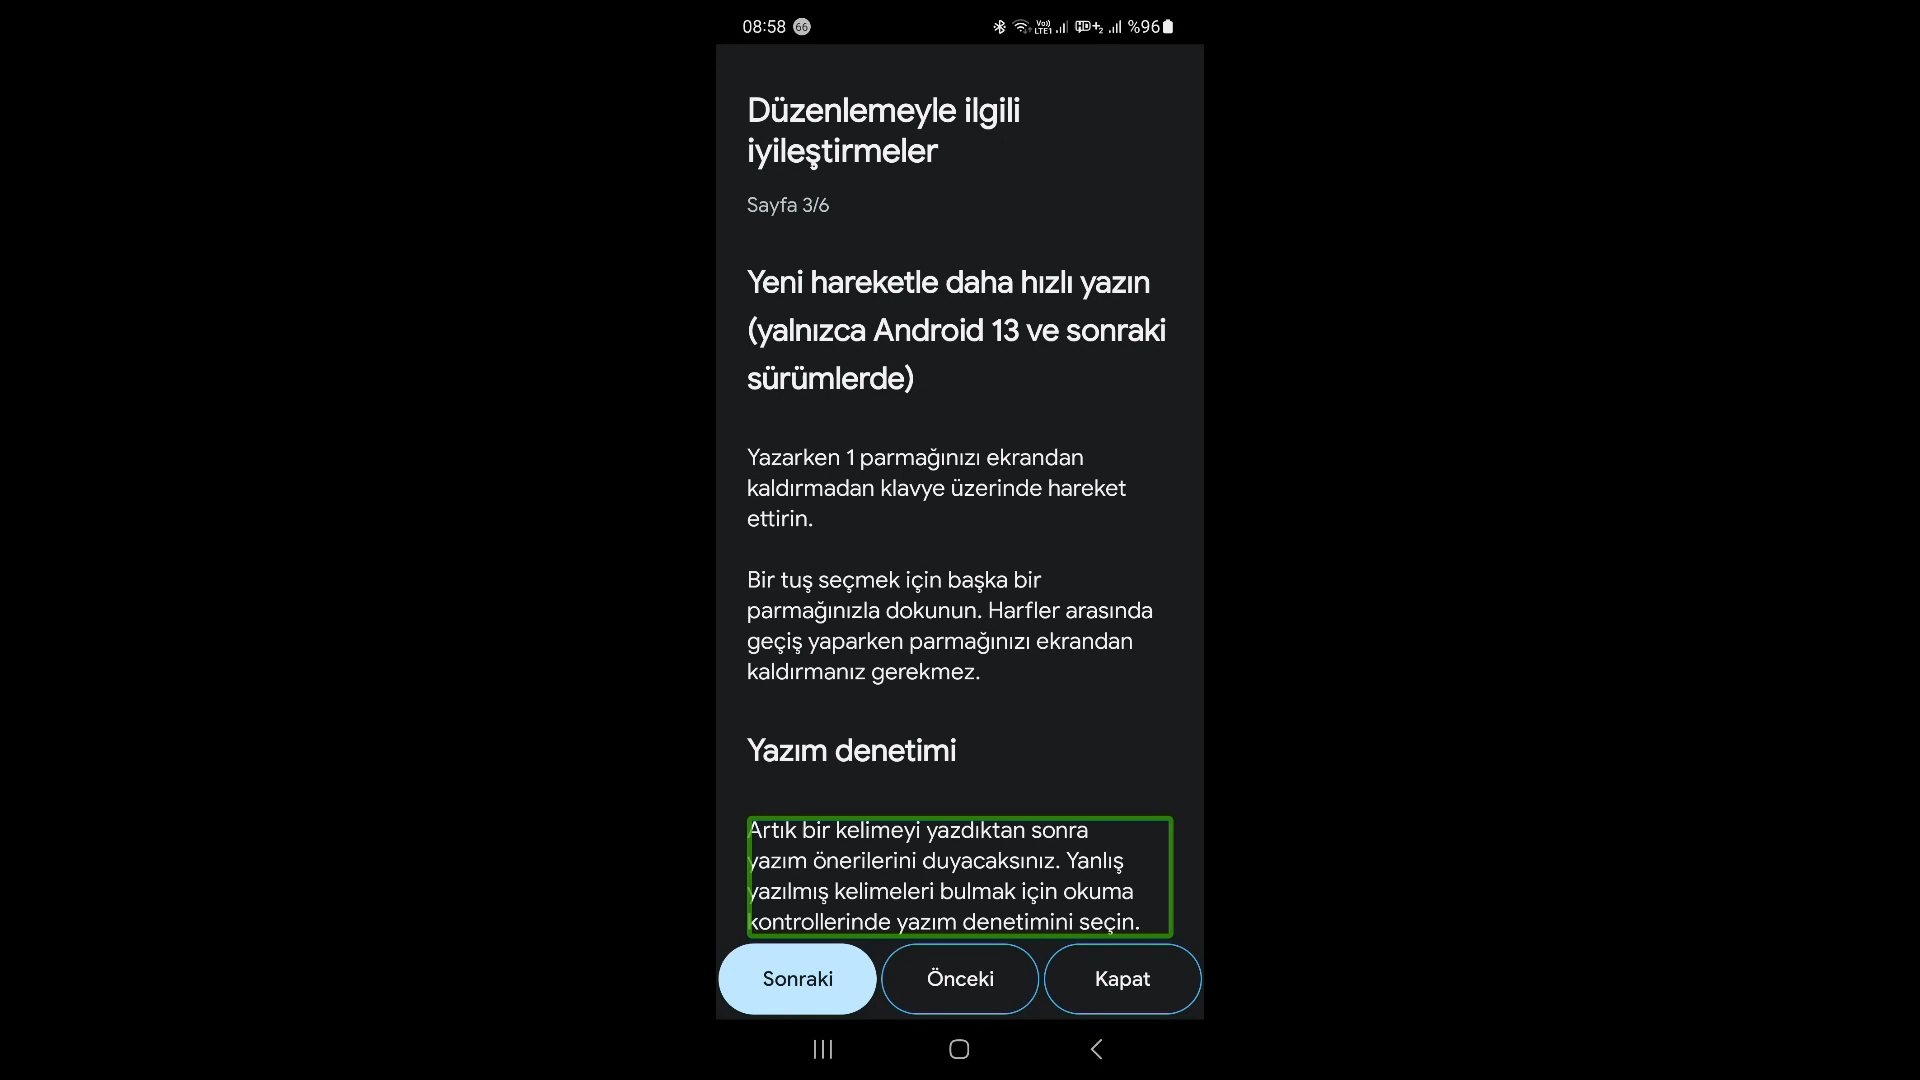 08:58 66 Vo) LTE1 %96
Düzenlemeyle ilgili
iyileştirmeler
Sayfa 3/6
Yeni hareketle daha hızlı yazın
(yalnızca Android 13 ve sonraki
sürümlerde)
Yazarken 1 parmağınızı ekrandan
kaldırmadan klavye üzerinde hareket
ettirin.
Bir tuş seçmek için başka bir
parmağınızla dokunun. Harfler arasında
geçiş yaparken parmağınızı ekrandan
kaldırmanız gerekmez.
Yazım denetimi
Artık bir kelimeyi yazdıktan sonra
yazım önerilerini duyacaksınız. Yanlış
yazılmış kelimeleri bulmak için okuma
kontrollerinde yazım denetimini seçin.
Sonraki Önceki Kapat